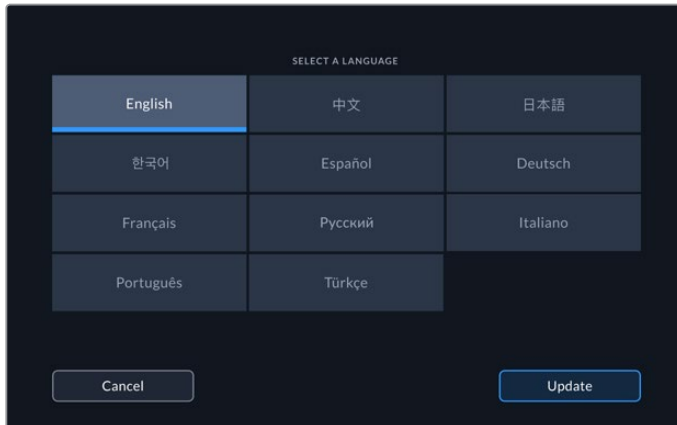 SELECT A LANGUAGE
English 中文 日本語
한국어 Español Deutsch
Français Русский Italiano
Português Türkçe
Cancel Update